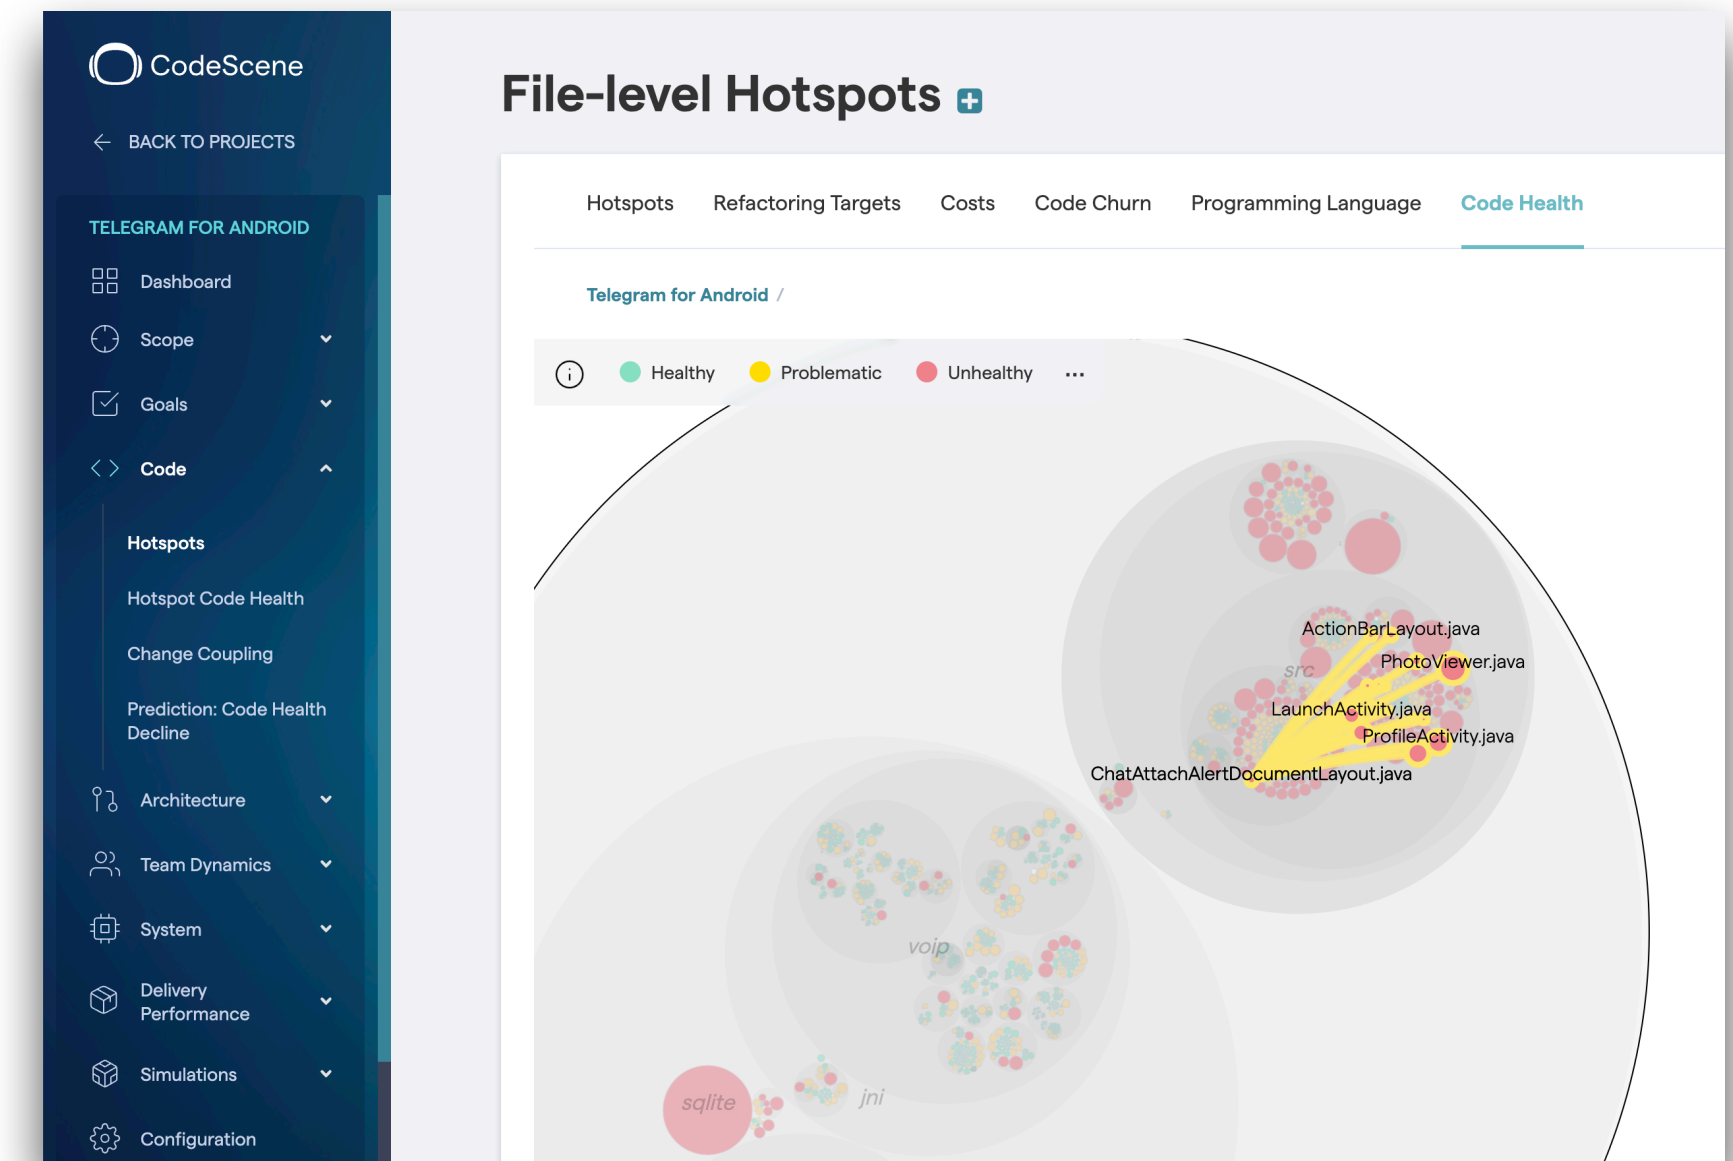 CodeScene
BACK TO PROJECTS
TELEGRAM FOR ANDROID
Dashboard
Scope
Goals
Code
Hotspots
Hotspot Code Health
Change Coupling
Prediction: Code Health
Decline
Architecture
Team Dynamics
System
Delivery
Performance
Simulations
Configuration
File-level Hotspots
Hotspots Refactoring Targets Costs Code Churn Programming Language Code Health
Telegram for Android /
Healthy Problematic Unhealthy ...
ActionBarLayout.java
PhotoViewer.java
src
LaunchActivity.java
ProfileActivity.java
ChatAttachAlertDocumentLayout.java
voip
jni
sqlite